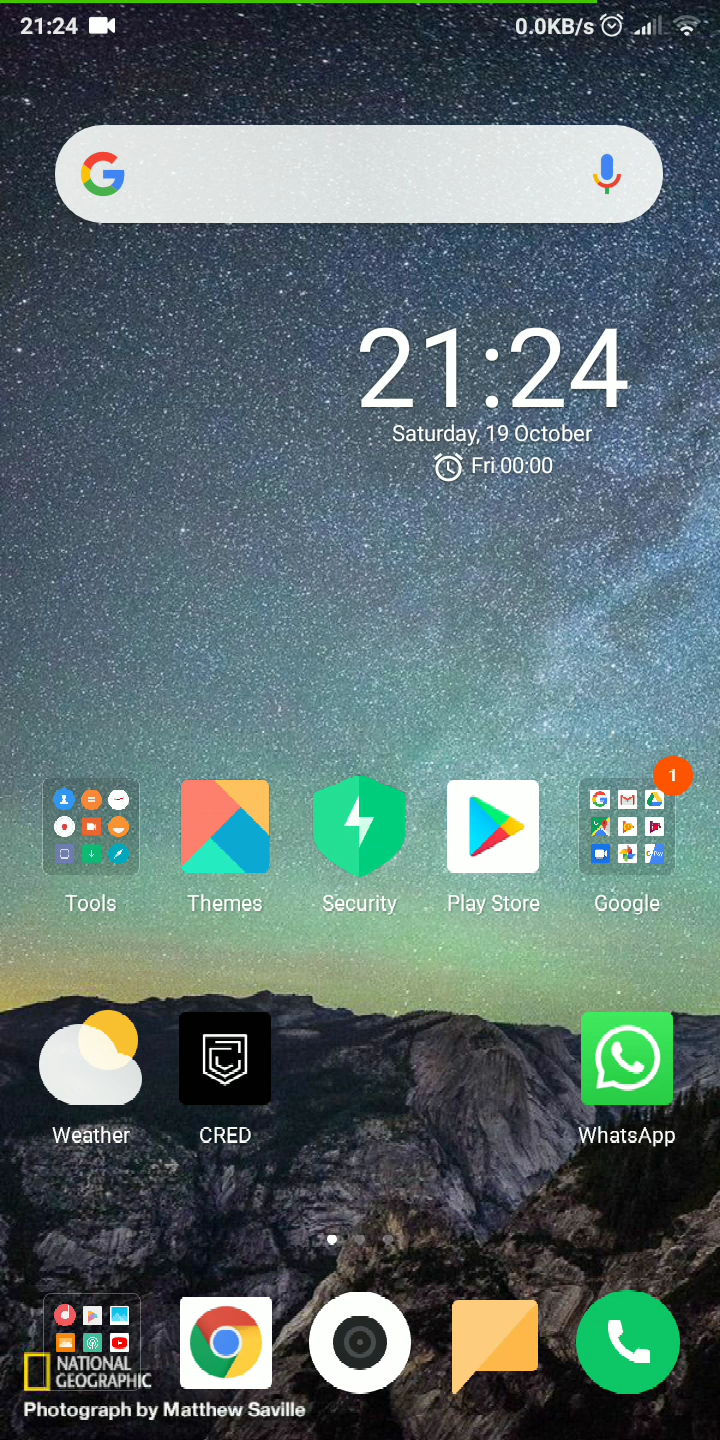 21:24
0.0KB/s
21:24
Saturday, 19 October
Fri 00:00
1
Tools
Themes
Security
Play Store
Google
Weather
CRED
WhatsApp
NATIONAL
GEOGRAPHIC
Photograph by Matthew Saville